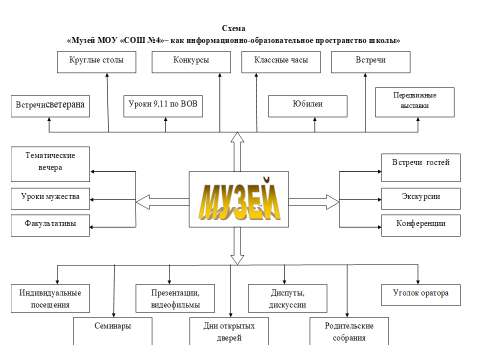 Схема
«Музей МОУ «СОШ №4»– как информационно-образовательное пространство школы»
Круглые столы
Конкурсы
Классные часы
Встречи
Встречисветерана
Уроки 9,11 по ВОВ
Юбилеи
Передвижные
выставки
Тематические
вечера
Встречи гостей
Уроки мужества
МУЗЕЙ
Экскурсии
Факультативы
Конференции
Индивидуальные
посещения
Презентации,
видеофильмы
Диспуты,
дискуссии
Уголок оратора
Семинары
Дни открытых
дверей
Родительские
собрания